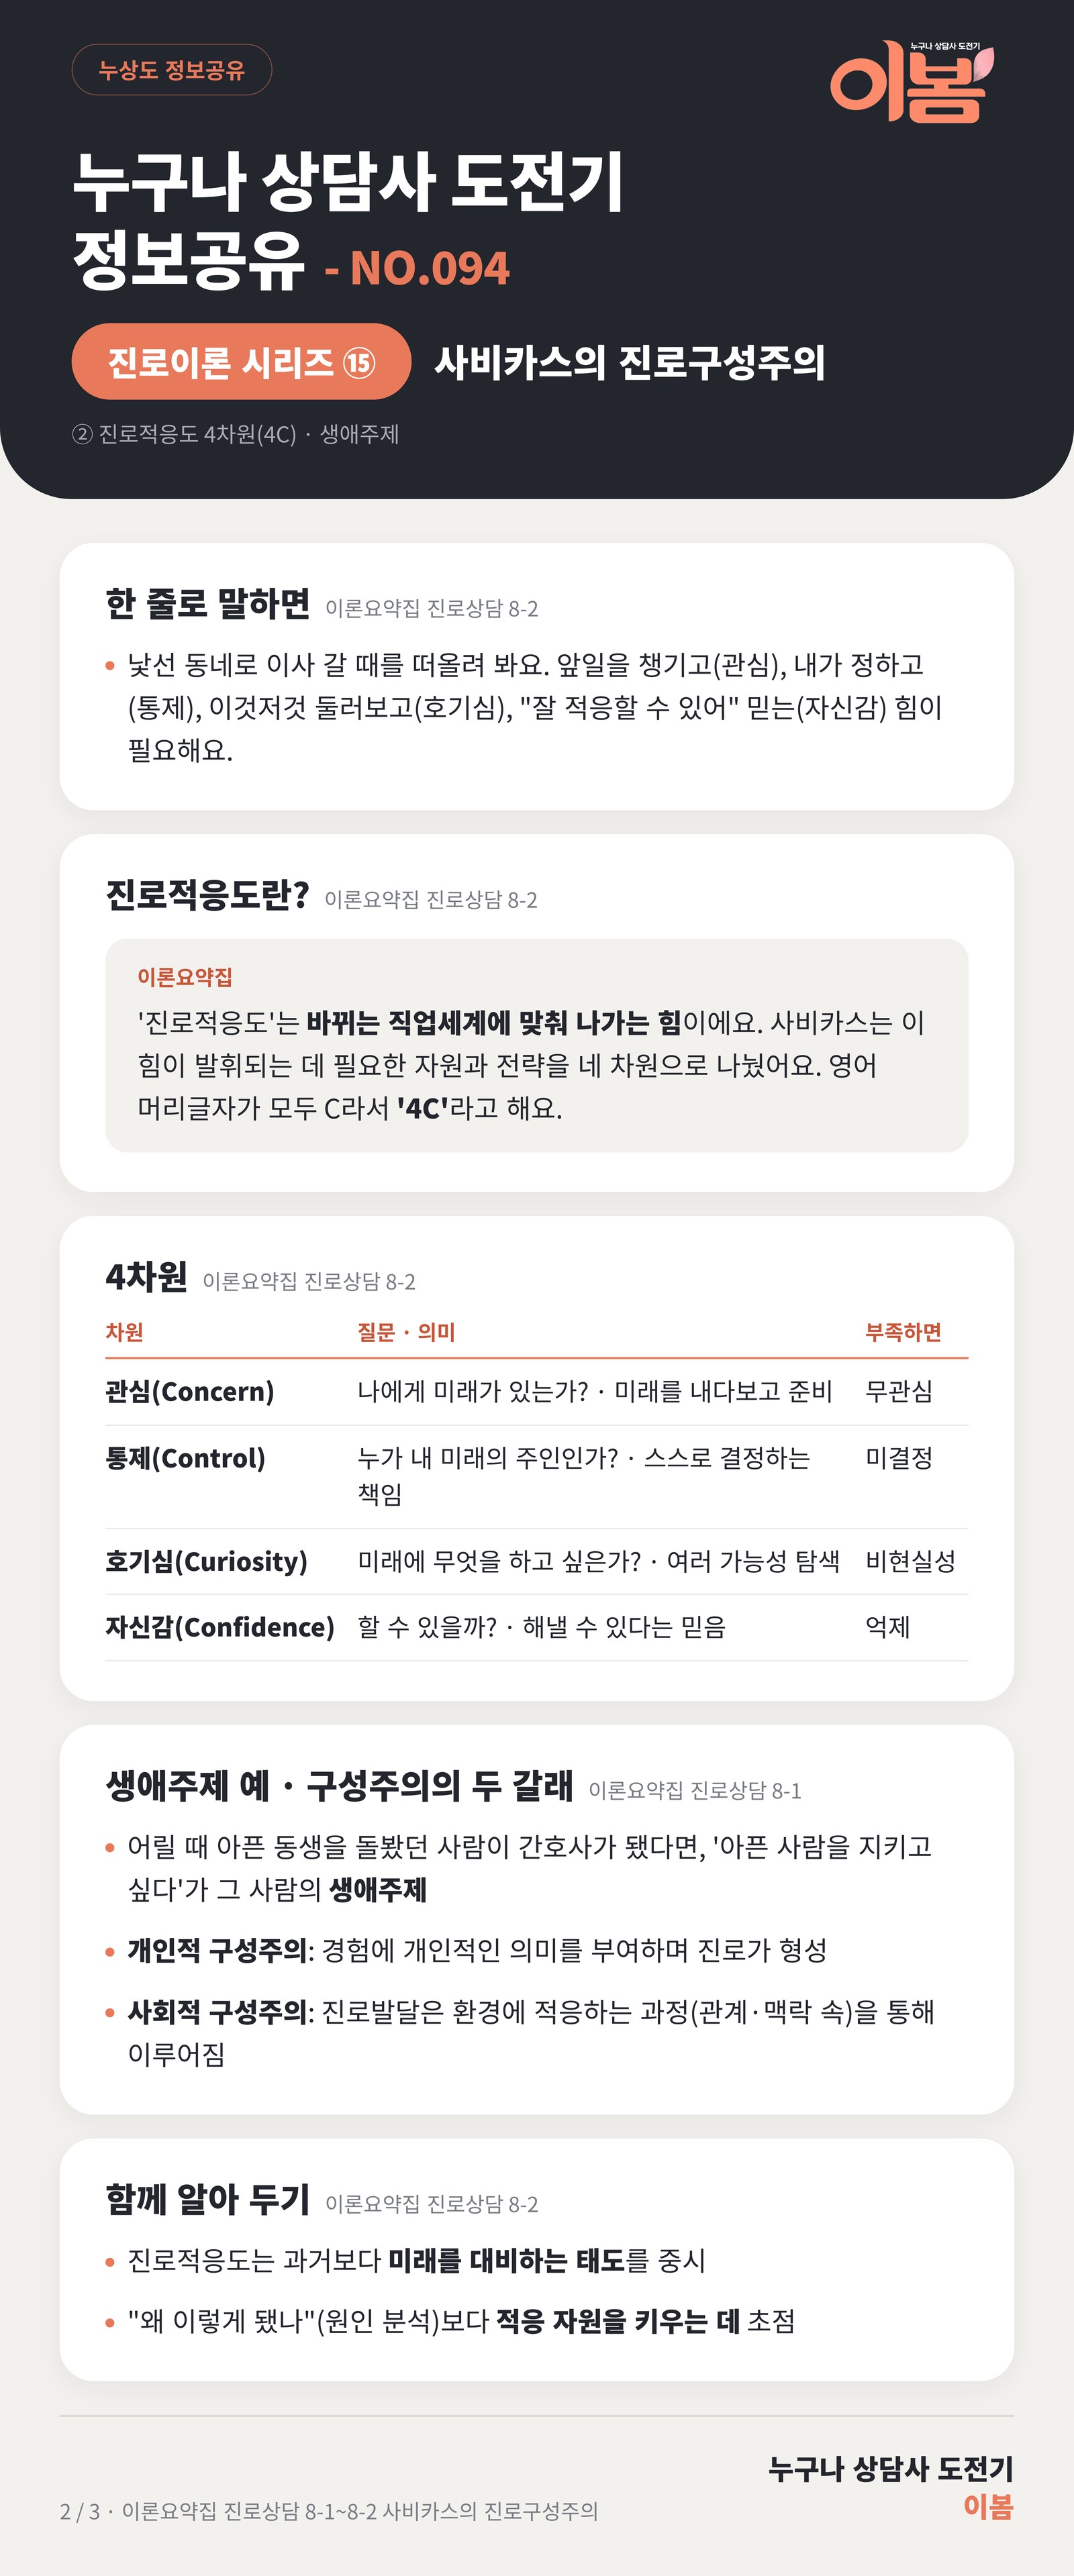 누상도 정보공유
누구나 상담사 도전기
이봄
누구나 상담사 도전기
정보공유 - NO.094
진로이론 시리즈 ⑮ 사비카스의 진로구성주의
② 진로적응도 4차원(4C) · 생애주제
한 줄로 말하면 이론요약집 진로상담 8-2
• 낯선 동네로 이사 갈 때를 떠올려 봐요. 앞일을 챙기고(관심), 내가 정하고
(통제), 이것저것 둘러보고(호기심), "잘 적응할 수 있어" 믿는(자신감) 힘이
필요해요.
진로적응도란? 이론요약집 진로상담 8-2
이론요약집
'진로적응도'는 바뀌는 직업세계에 맞춰 나가는 힘이에요. 사비카스는 이
힘이 발휘되는 데 필요한 자원과 전략을 네 차원으로 나눴어요. 영어
머리글자가 모두 C라서 '4C'라고 해요.
4차원 이론요약집 진로상담 8-2
차원 질문 · 의미 부족하면
관심(Concern) 나에게 미래가 있는가? · 미래를 내다보고 준비 무관심
통제(Control) 누가 내 미래의 주인인가? · 스스로 결정하는 미결정
책임
호기심(Curiosity) 미래에 무엇을 하고 싶은가? · 여러 가능성 탐색 비현실성
자신감(Confidence) 할 수 있을까? · 해낼 수 있다는 믿음 억제
생애주제 예 · 구성주의의 두 갈래 이론요약집 진로상담 8-1
• 어릴 때 아픈 동생을 돌봤던 사람이 간호사가 됐다면, '아픈 사람을 지키고
싶다'가 그 사람의 생애주제
• 개인적 구성주의: 경험에 개인적인 의미를 부여하며 진로가 형성
• 사회적 구성주의: 진로발달은 환경에 적응하는 과정(관계·맥락 속)을 통해
이루어짐
함께 알아 두기 이론요약집 진로상담 8-2
• 진로적응도는 과거보다 미래를 대비하는 태도를 중시
• "왜 이렇게 됐나"(원인 분석)보다 적응 자원을 키우는 데 초점
누구나 상담사 도전기
2 / 3 · 이론요약집 진로상담 8-1~8-2 사비카스의 진로구성주의 이봄